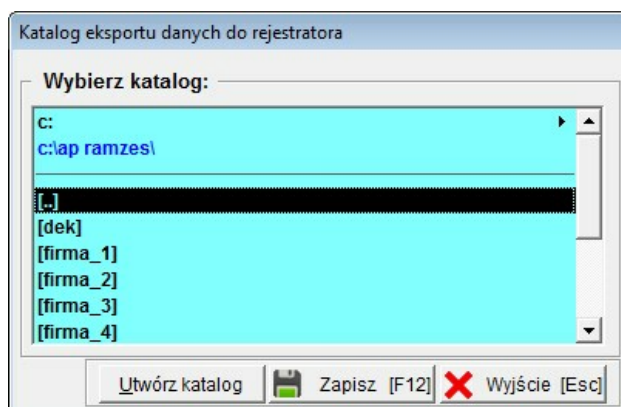 Katalog eksportu danych do rejestratora
Wybierz katalog:
c:
c:\ap ramzes\
[..]
[dek]
[firma_1]
[firma_2]
[firma_3]
[firma_4]
Utwórz katalog Zapisz [F12] Wyjście [Esc]